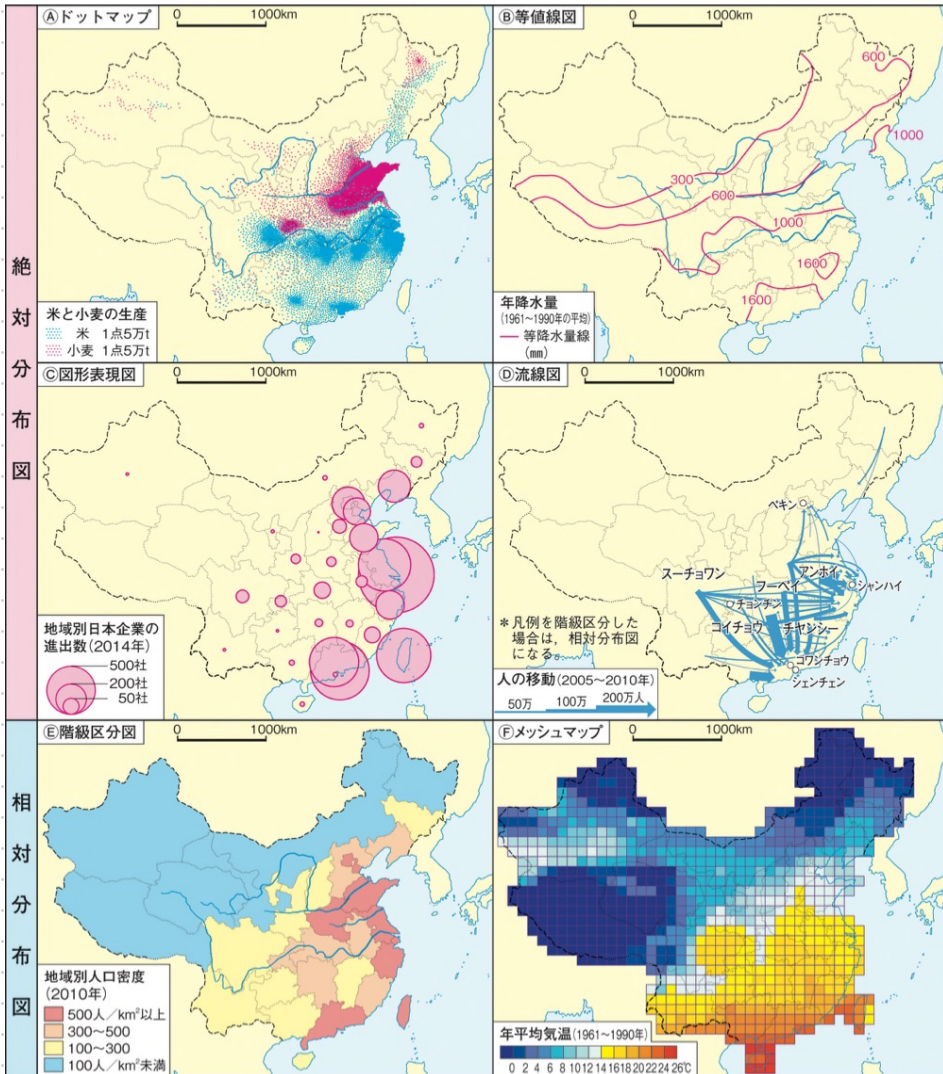 絶対分布図
Ⓐドットマップ
0 1000km
米と小麦の生産
米 1点5万t
小麦 1点5万t
Ⓑ等値線図
0 1000km
600
1000
300
600
1000
1600
1600
年降水量
(1961～1990年の平均)
等降水量線
(mm)
Ⓒ図形表現図
0 1000km
地域別日本企業の
進出数(2014年)
500社
200社
50社
Ⓓ流線図
0 1000km
ペキン
アンホイ
スーチョワン
フーペイ
シャンハイ
チョンチン
コイチョウ
チヤンシー
コワンチョウ
シェンチェン
＊凡例を階級区分した
場合は，相対分布図
になる。
人の移動(2005～2010年)
50万 100万 200万人
相対分布図
Ⓔ階級区分図
0 1000km
地域別人口密度
(2010年)
500人／km²以上
300～500
100～300
100人／km²未満
Ⓕメッシュマップ
0 1000km
年平均気温(1961～1990年)
0 2 4 6 8 10 12 14 16 18 20 22 24 26℃